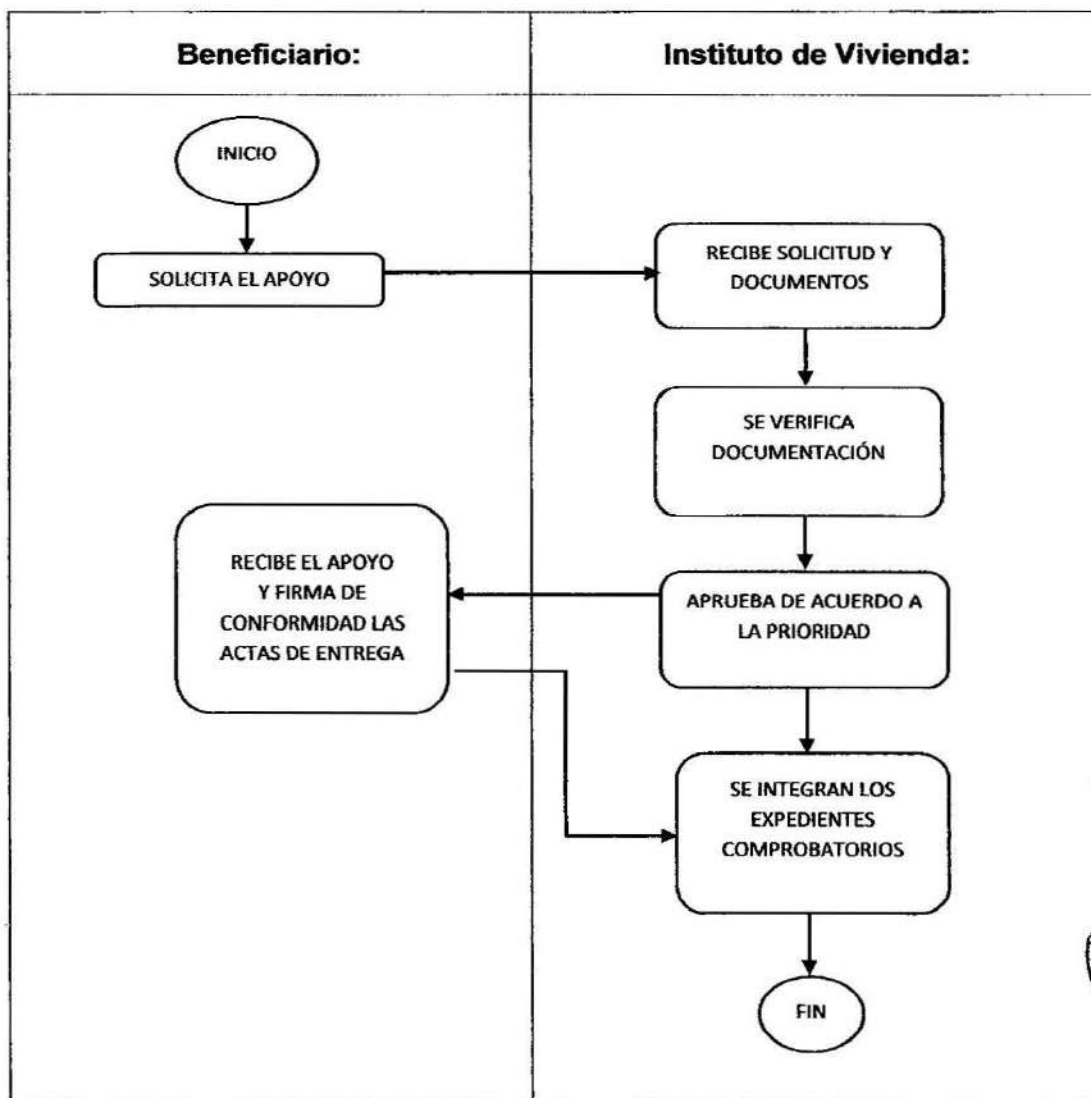 Beneficiario:
Instituto de Vivienda:
INICIO
SOLICITA EL APOYO
RECIBE SOLICITUD Y
DOCUMENTOS
SE VERIFICA
DOCUMENTACIÓN
APRUEBA DE ACUERDO A
LA PRIORIDAD
RECIBE EL APOYO
Y FIRMA DE
CONFORMIDAD LAS
ACTAS DE ENTREGA
SE INTEGRAN LOS
EXPEDIENTES
COMPROBATORIOS
FIN